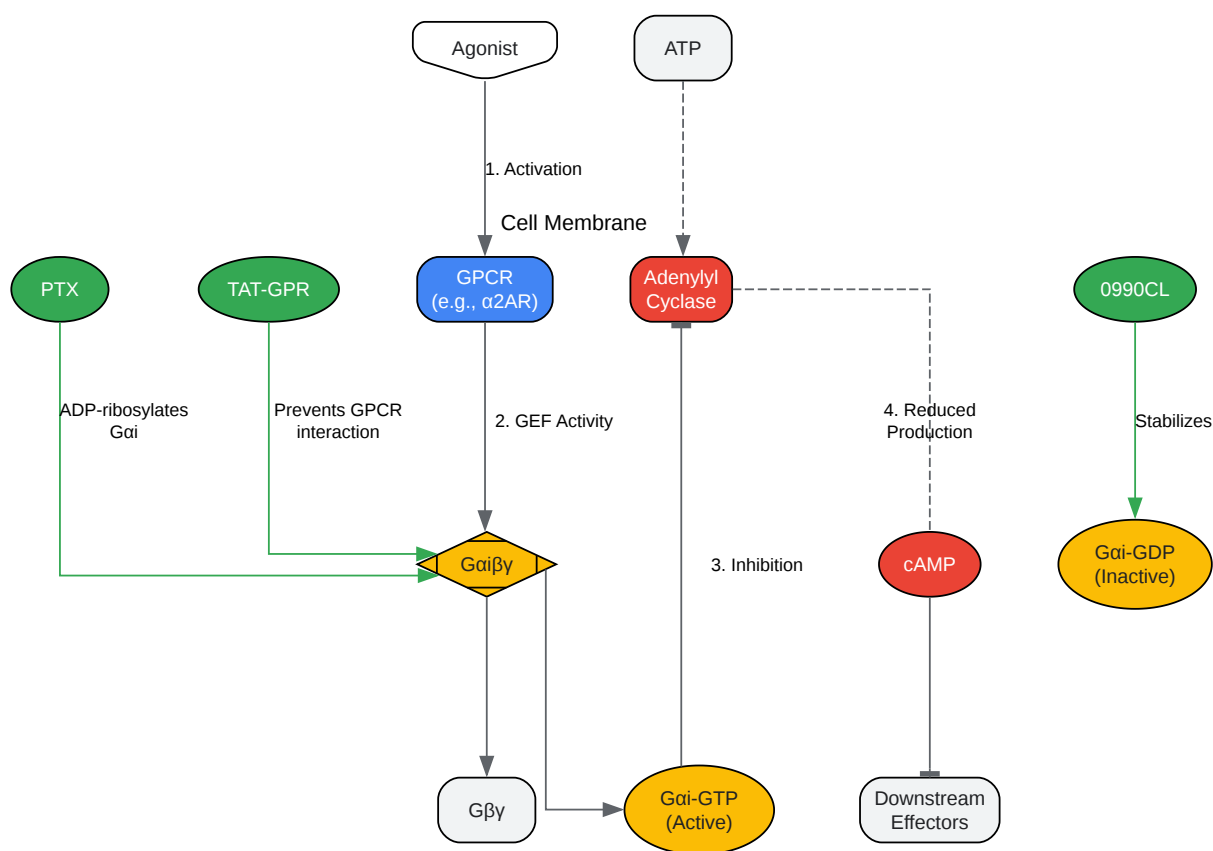 Agonist
ATP
1. Activation
Cell Membrane
PTX
TAT-GPR
GPCR
(e.g., α2AR)
Adenylyl
Cyclase
0990CL
ADP-ribosylates
Gαi
Prevents GPCR
interaction
2. GEF Activity
4. Reduced
Production
Stabilizes
Gαiβγ
3. Inhibition
cAMP
Gαi-GDP
(Inactive)
Gβγ
Gαi-GTP
(Active)
Downstream
Effectors